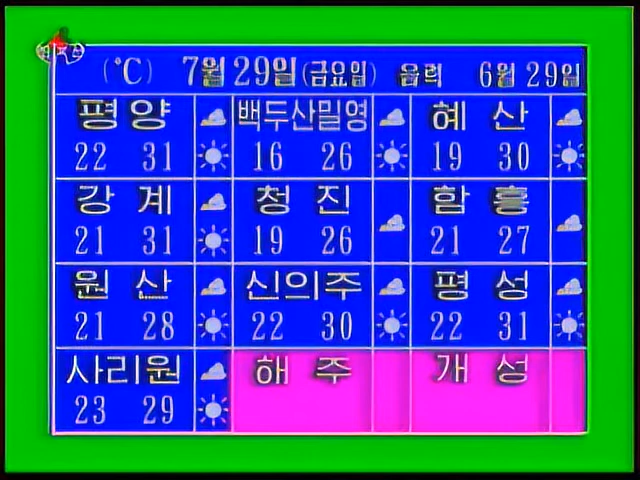 (℃) 7월 29일(금요일) 음력 6월 29일
평양 백두산밀영 혜산
22 31 16 26 19 30
강계 청진 함흥
21 31 19 26 21 27
원산 신의주 평성
21 28 22 30 22 31
사리원 해주 개성
23 29